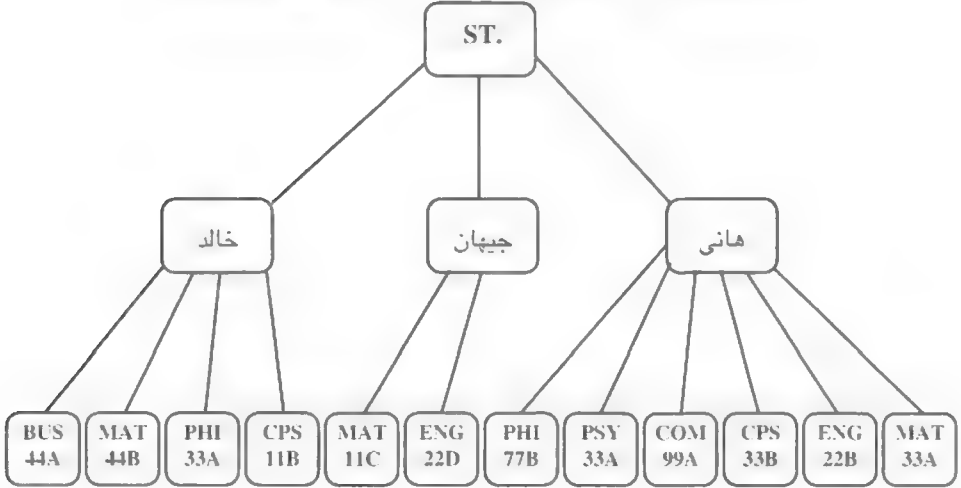 ST.
خالد
جيهان
هانى
BUS
44A
MAT
44B
PHI
33A
CPS
11B
MAT
11C
ENG
22D
PHI
77B
PSY
33A
COM
99A
CPS
33B
ENG
22B
MAT
33A